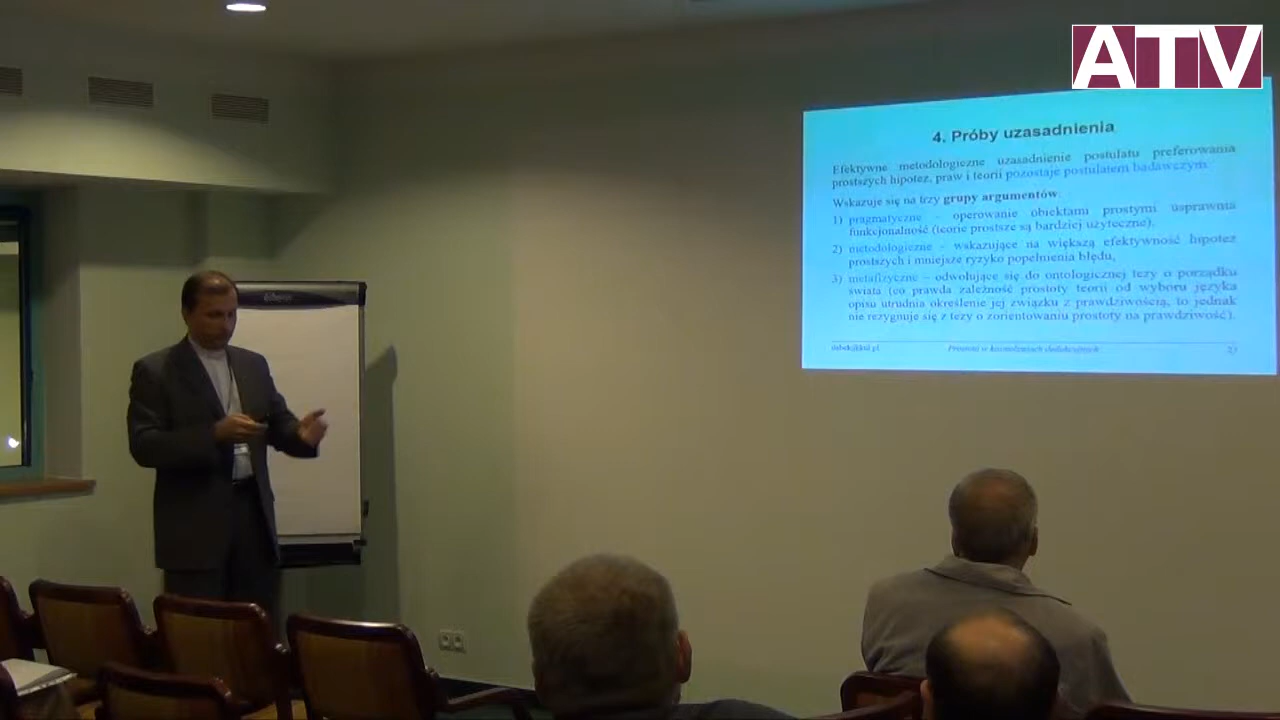 ATV
4. Próby uzasadnienia
Efektywne metodologiczne uzasadnienie postulatu preferowania
prostszych hipotez, praw i teorii pozostaje postulatem badawczym.
Wskazuje się na trzy grupy argumentów:
1) pragmatyczne – operowanie obiektami prostymi usprawnia
funkcjonalność (teorie prostsze są bardziej użyteczne),
2) metodologiczne – wskazujące na większą efektywność hipotez
prostszych i mniejsze ryzyko popełnienia błędu,
3) metafizyczne – odwołujące się do ontologicznej tezy o porządku
świata (co prawda zależność prostoty teorii od wyboru języka
opisu utrudnia określenie jej związku z prawdziwością, to jednak
nie rezygnuje się z tezy o zorientowaniu prostoty na prawdziwość).
Prostota w
23